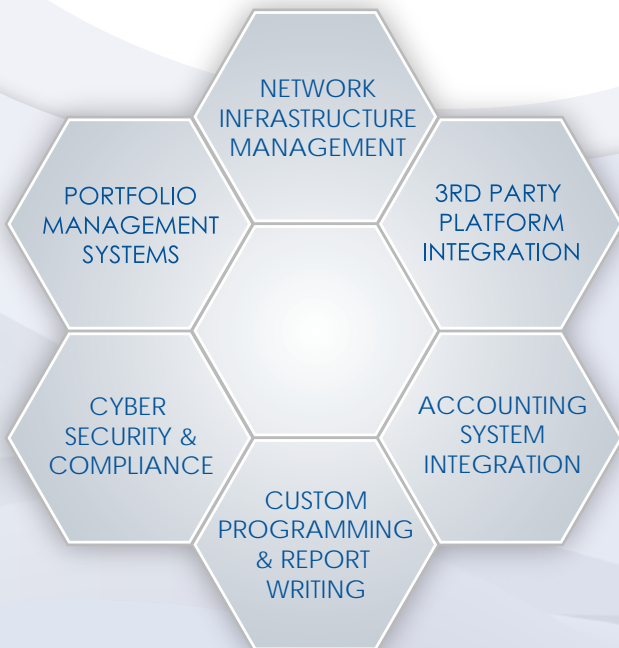 NETWORK
INFRASTRUCTURE
MANAGEMENT
PORTFOLIO
MANAGEMENT
SYSTEMS
3RD PARTY
PLATFORM
INTEGRATION
CYBER
SECURITY &
COMPLIANCE
ACCOUNTING
SYSTEM
INTEGRATION
CUSTOM
PROGRAMMING
& REPORT
WRITING